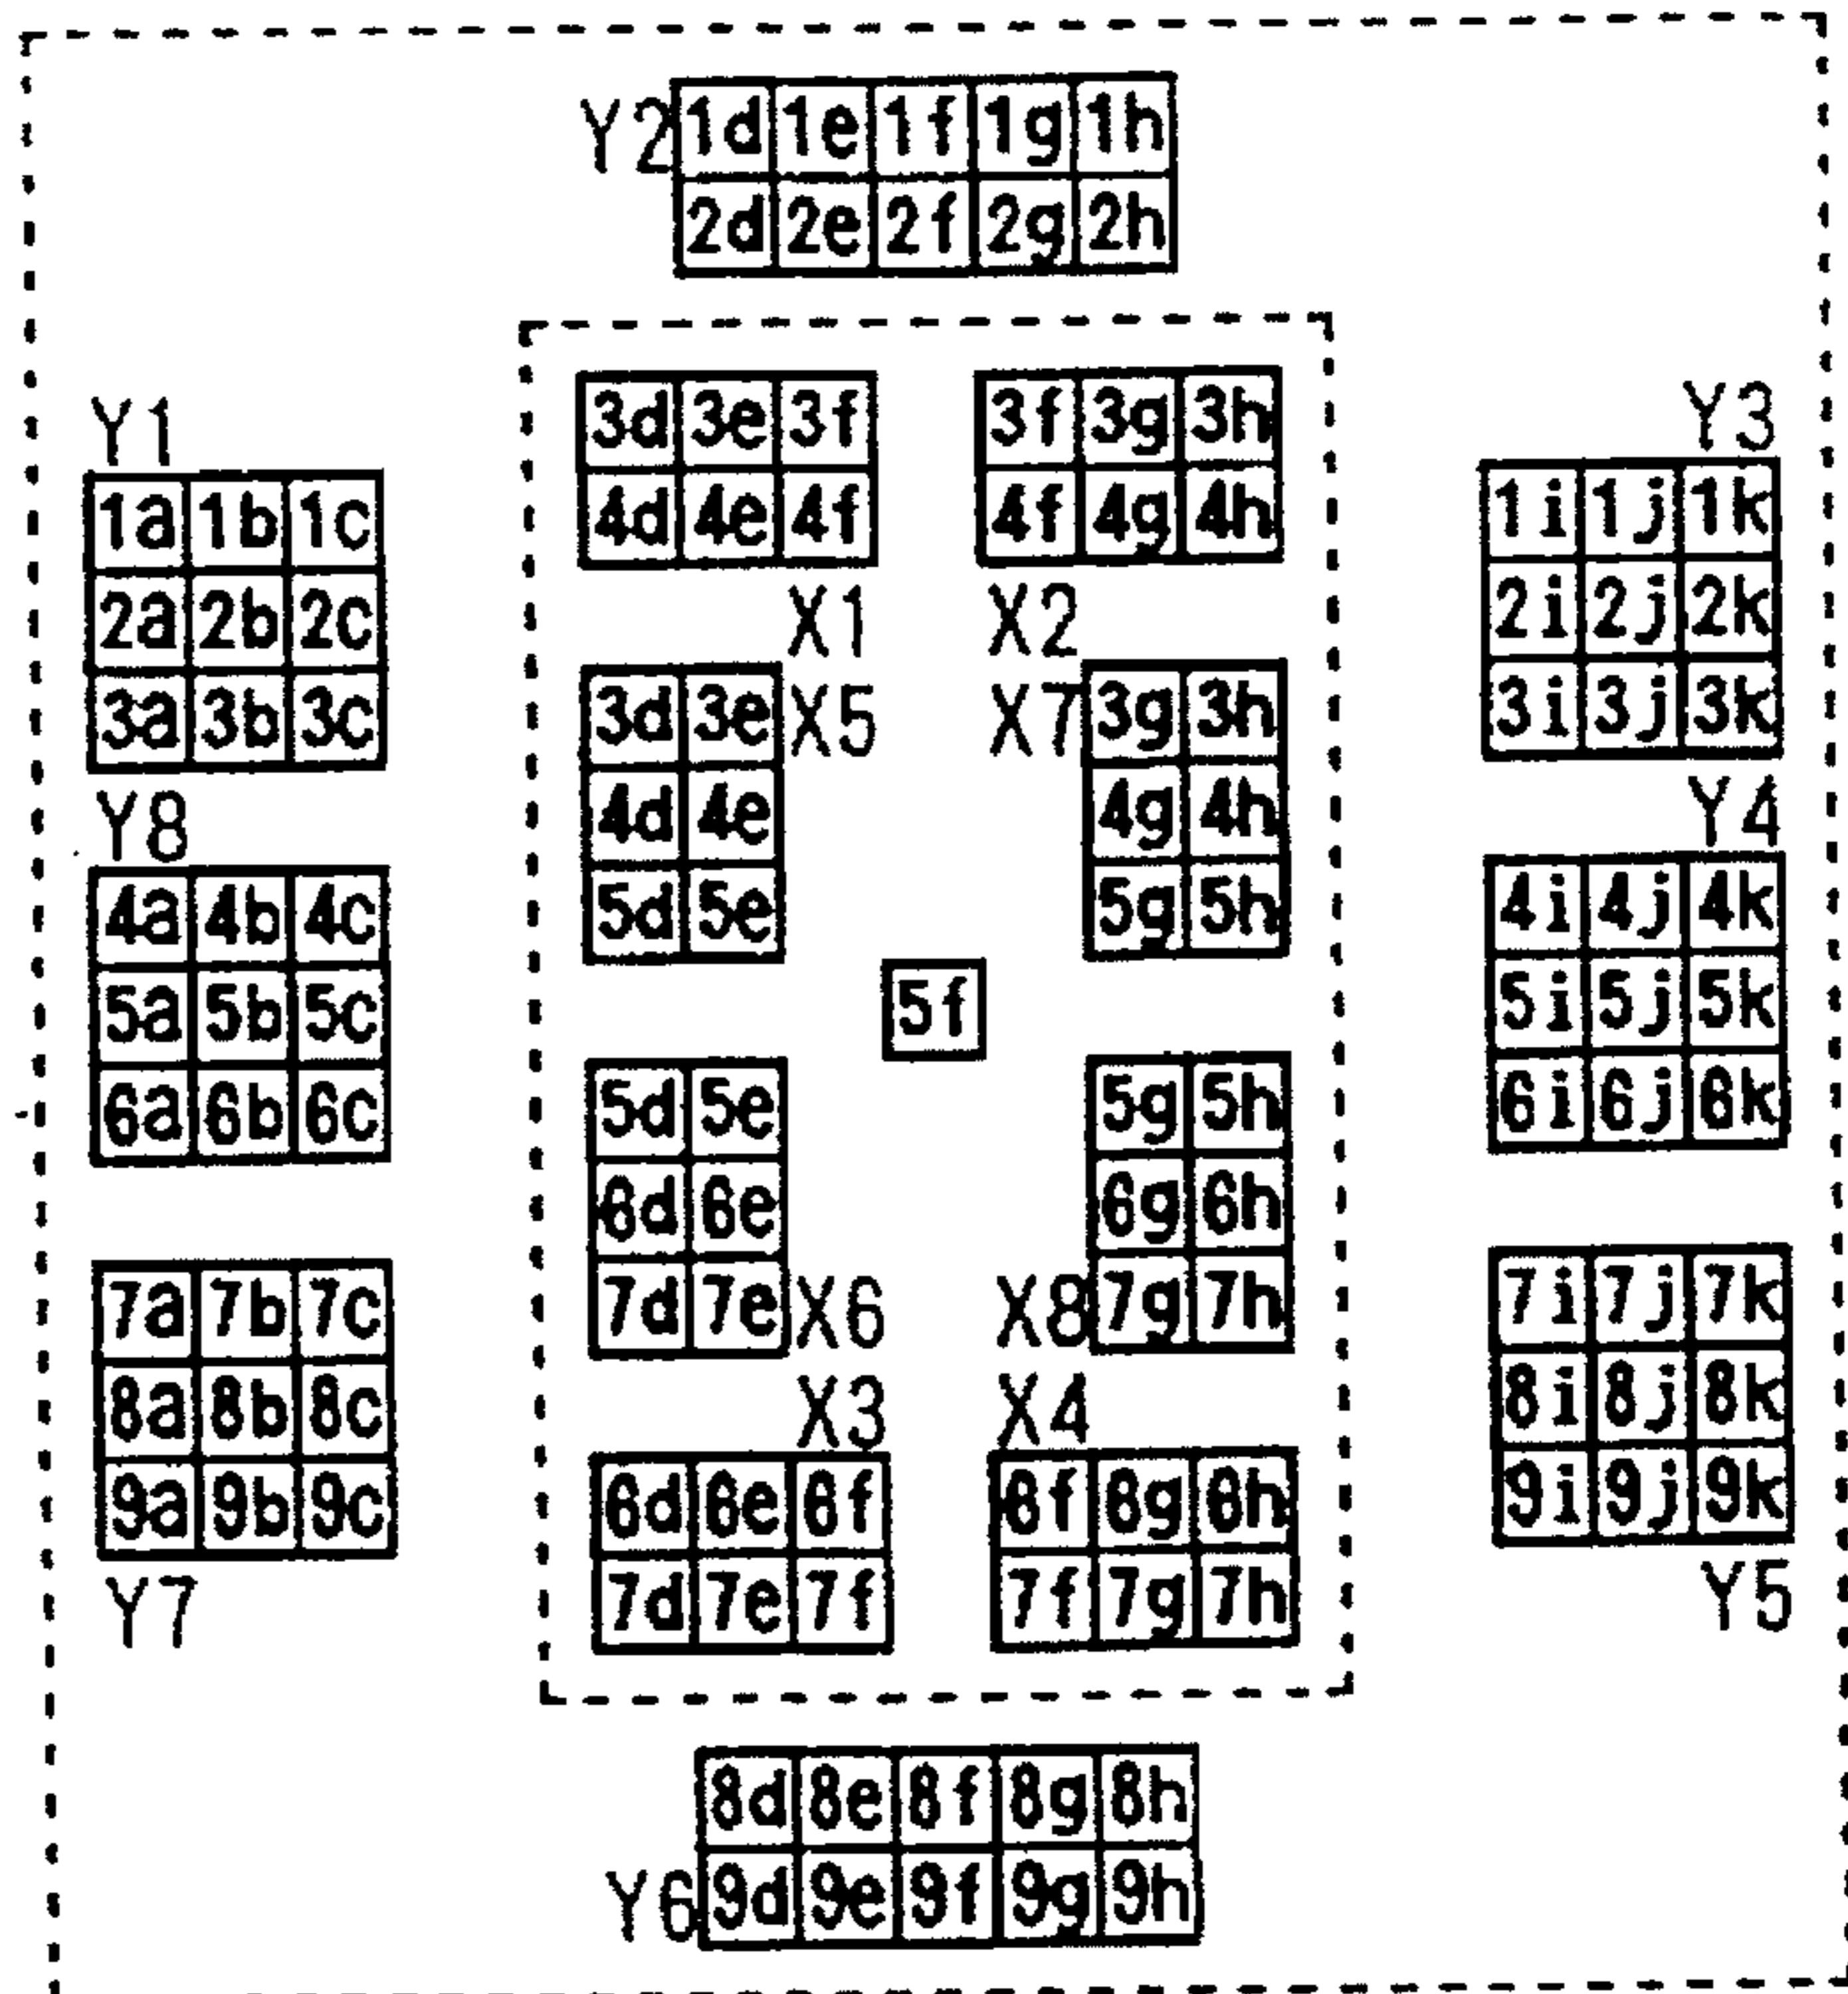 Y2 1d 1e 1f 1g 1h
2d 2e 2f 2g 2h
3d 3e 3f
4d 4e 4f
X1
3f 3g 3h
4f 4g 4h
X2
Y1
1a 1b 1c
2a 2b 2c
3a 3b 3c
Y3
1i 1j 1k
2i 2j 2k
3i 3j 3k
3d 3e X5
4d 4e
5d 5e
X7 3g 3h
4g 4h
5g 5h
Y8
4a 4b 4c
5a 5b 5c
6a 6b 6c
5f
Y4
4i 4j 4k
5i 5j 5k
6i 6j 6k
5d 5e
6d 6e
7d 7e X6
5g 5h
6g 6h
X8 7g 7h
7a 7b 7c
8a 8b 8c
9a 9b 9c
Y7
X3
6d 6e 6f
7d 7e 7f
X4
6f 6g 6h
7f 7g 7h
7i 7j 7k
8i 8j 8k
9i 9j 9k
Y5
8d 8e 8f 8g 8h
Y6 9d 9e 9f 9g 9h